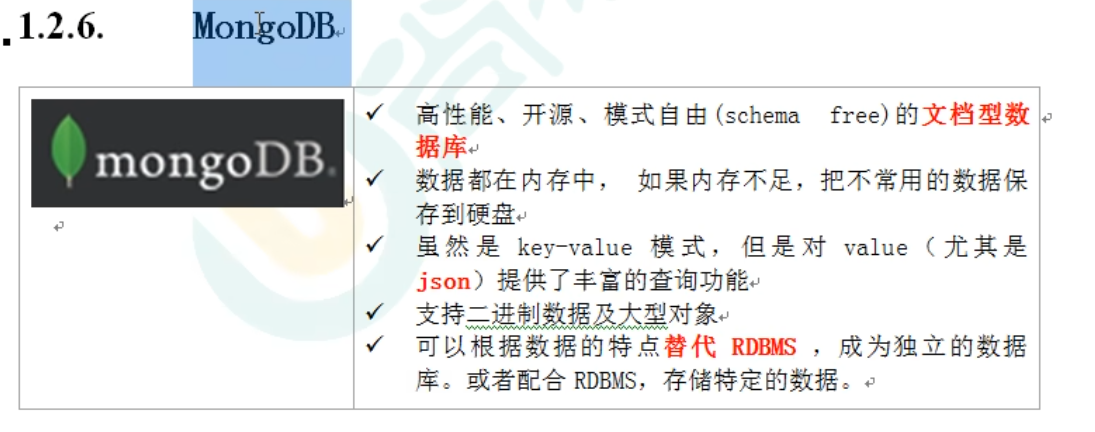 1.2.6. MongoDB
mongoDB.
✓ 高性能、开源、模式自由(schema free)的文档型数
据库
✓ 数据都在内存中， 如果内存不足，把不常用的数据保
存到硬盘
✓ 虽然是 key-value 模式，但是对 value（尤其是
json）提供了丰富的查询功能
✓ 支持二进制数据及大型对象
✓ 可以根据数据的特点替代 RDBMS ，成为独立的数据
库。或者配合 RDBMS，存储特定的数据。